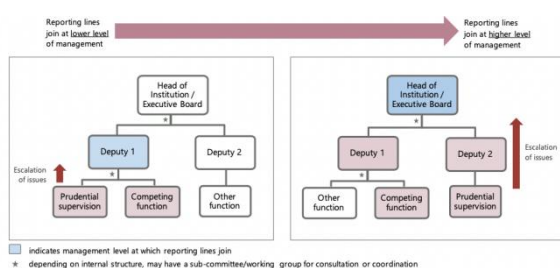 Reporting lines
join at lower level
of management
Reporting lines
join at higher level
of management
Head of
Institution /
Executive Board
*
Deputy 1
Deputy 2
*
Escalation
of issues
Prudential
supervision
Competing
function
Other
function
Head of
Institution /
Executive Board
*
Deputy 1
Deputy 2
*
Escalation
of issues
Other
function
Competing
function
Prudential
supervision
indicates management level at which reporting lines join
* depending on internal structure, may have a sub-committee/working group for consultation or coordination